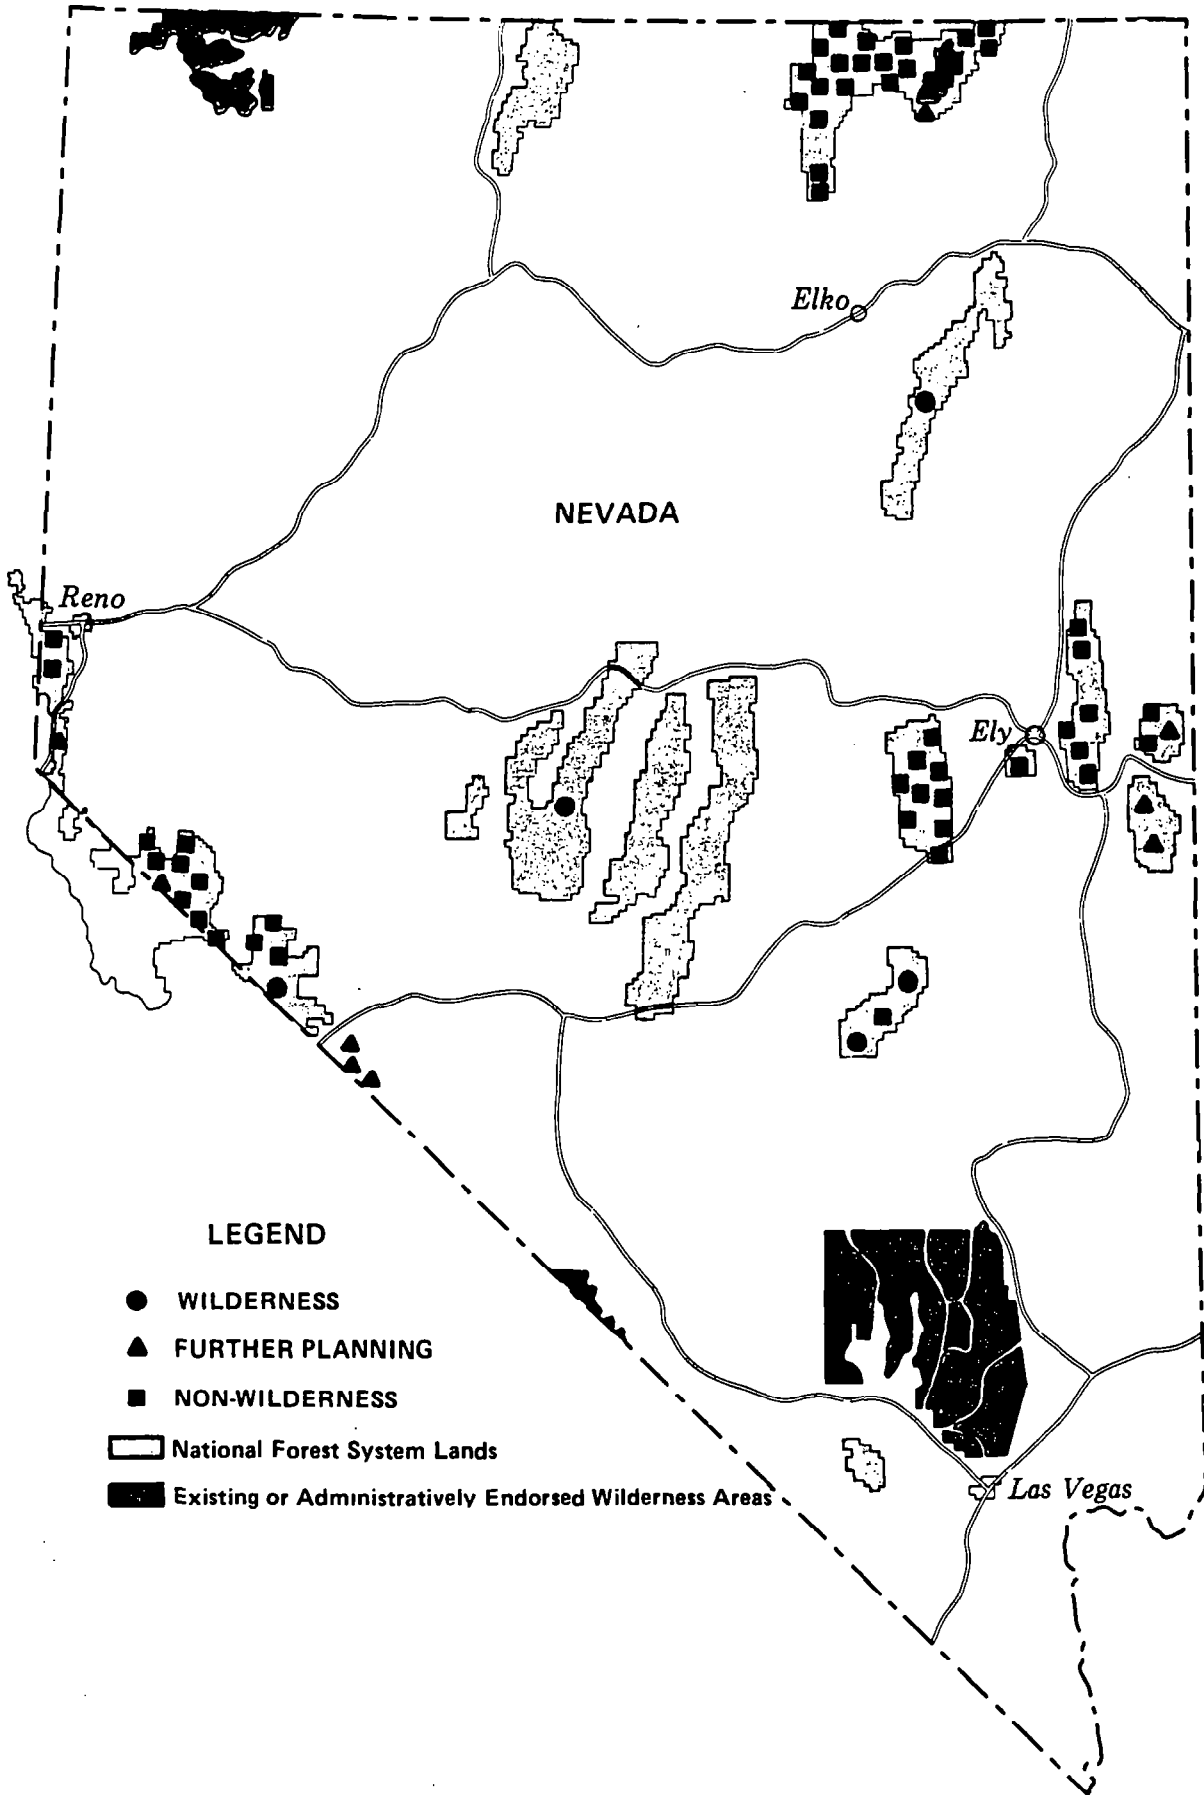 Elko
NEVADA
Reno
Ely
LEGEND
WILDERNESS
FURTHER PLANNING
NON-WILDERNESS
National Forest System Lands
Existing or Administratively Endorsed Wilderness Areas
Las Vegas